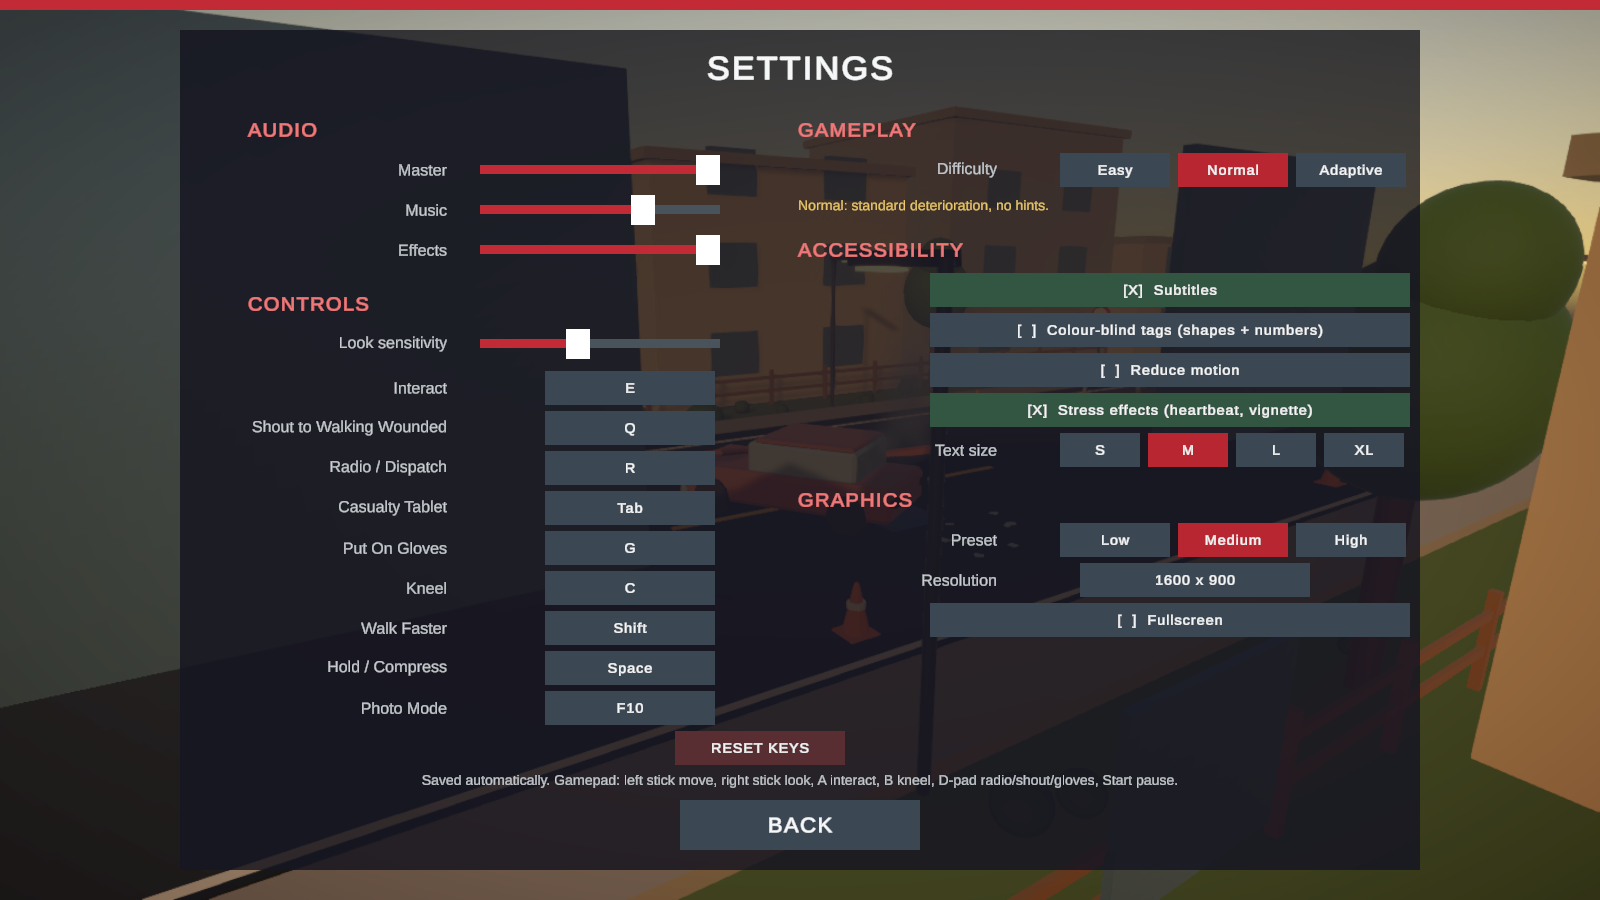 SETTINGS
AUDIO
Master
Music
Effects
CONTROLS
Look sensitivity
Interact E
Shout to Walking Wounded Q
Radio / Dispatch R
Casualty Tablet Tab
Put On Gloves G
Kneel C
Walk Faster Shift
Hold / Compress Space
Photo Mode F10
GAMEPLAY
Difficulty Easy Normal Adaptive
Normal: standard deterioration, no hints.
ACCESSIBILITY
[X] Subtitles
[ ] Colour-blind tags (shapes + numbers)
[ ] Reduce motion
[X] Stress effects (heartbeat, vignette)
Text size S M L XL
GRAPHICS
Preset Low Medium High
Resolution 1600 x 900
[ ] Fullscreen
RESET KEYS
Saved automatically. Gamepad: left stick move, right stick look, A interact, B kneel, D-pad radio/shout/gloves, Start pause.
BACK